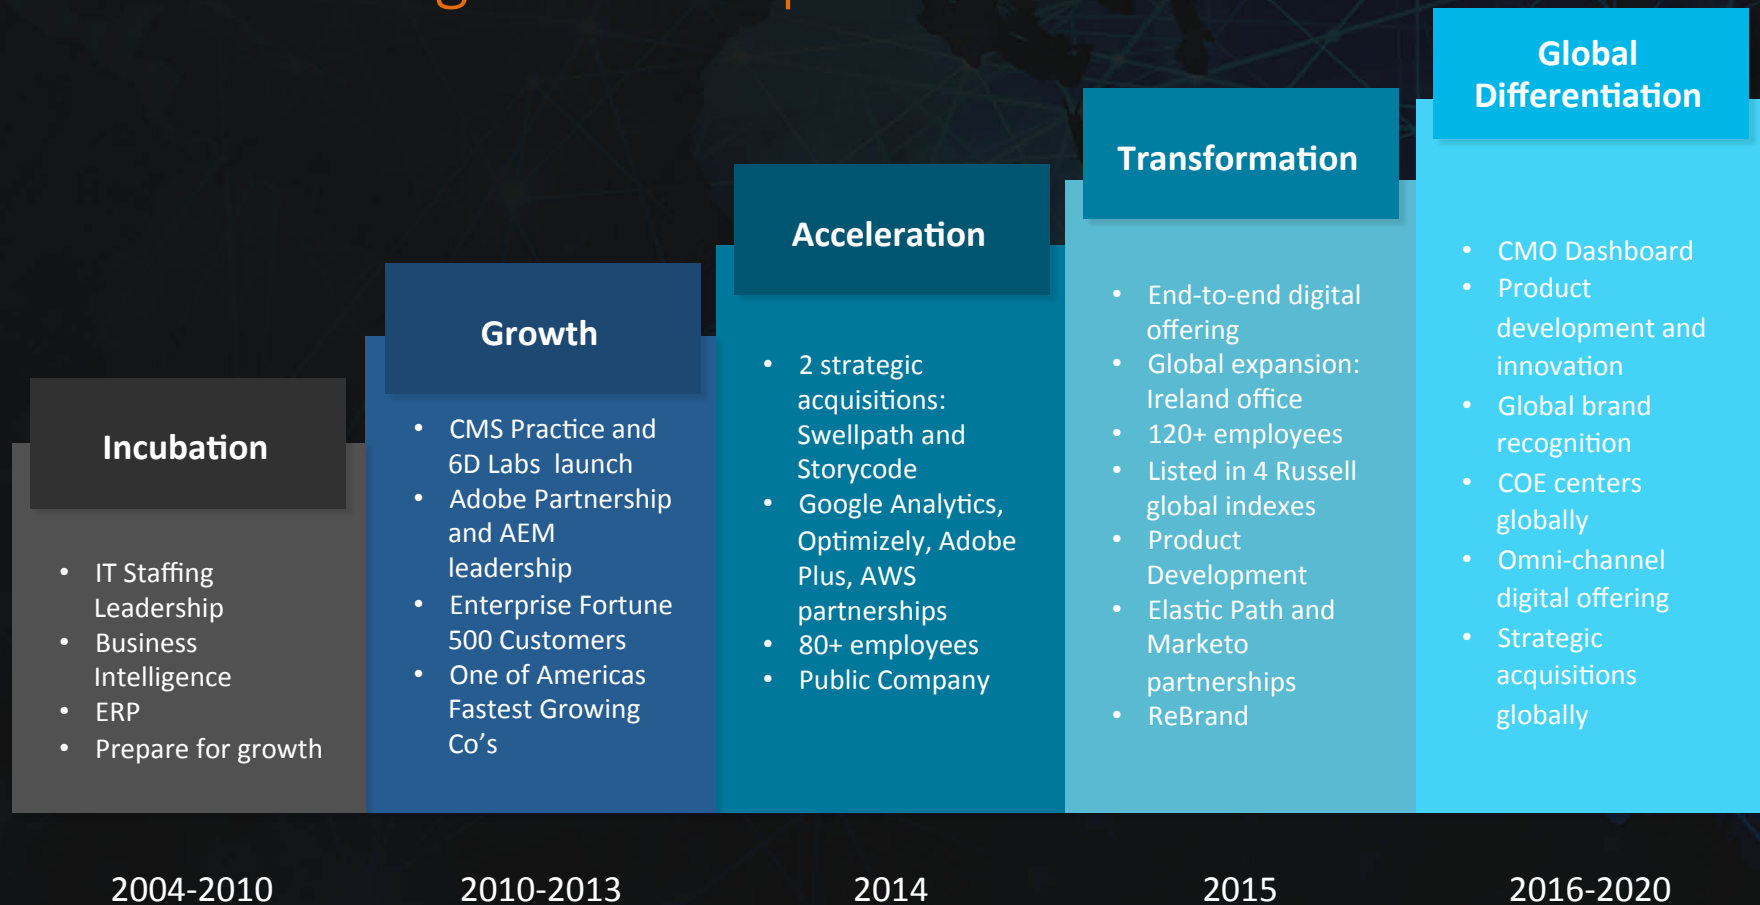 Incubation
• IT Staffing
Leadership
• Business
Intelligence
• ERP
• Prepare for growth
2004-2010
Growth
• CMS Practice and
6D Labs launch
• Adobe Partnership
and AEM
leadership
• Enterprise Fortune
500 Customers
• One of Americas
Fastest Growing
Co’s
2010-2013
Acceleration
• 2 strategic
acquisitions:
Swellpath and
Storycode
• Google Analytics,
Optimizely, Adobe
Plus, AWS
partnerships
• 80+ employees
• Public Company
2014
Transformation
• End-to-end digital
offering
• Global expansion:
Ireland office
• 120+ employees
• Listed in 4 Russell
global indexes
• Product
Development
• Elastic Path and
Marketo
partnerships
• ReBrand
2015
Global
Differentiation
• CMO Dashboard
• Product
development and
innovation
• Global brand
recognition
• COE centers
globally
• Omni-channel
digital offering
• Strategic
acquisitions
globally
2016-2020